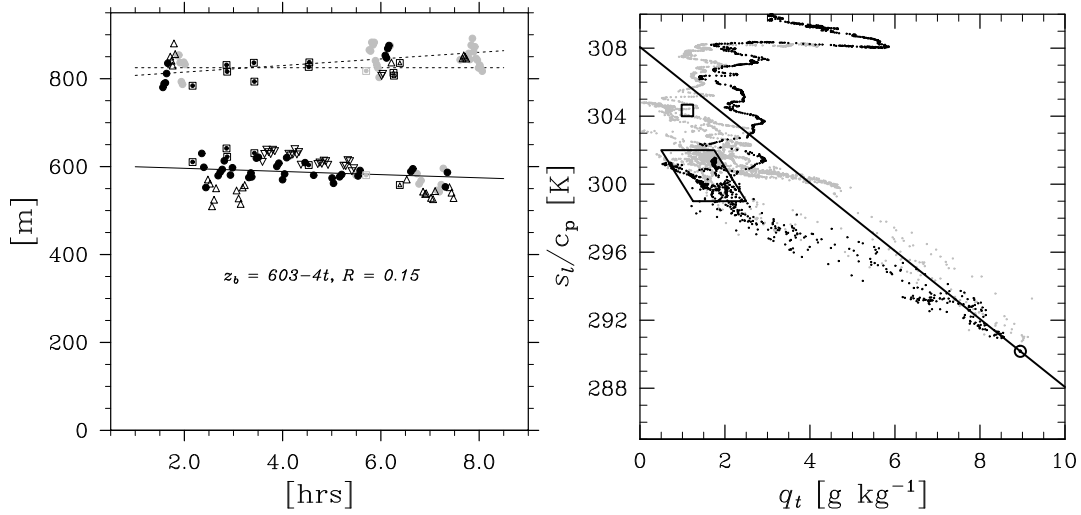 800
600
400
200
0
[m]
z_b = 603−4t, R = 0.15
2.0 4.0 6.0 8.0
[hrs]
308
304
300
296
292
288
s_l/c_p [K]
0 2 4 6 8 10
q_t [g kg⁻¹]